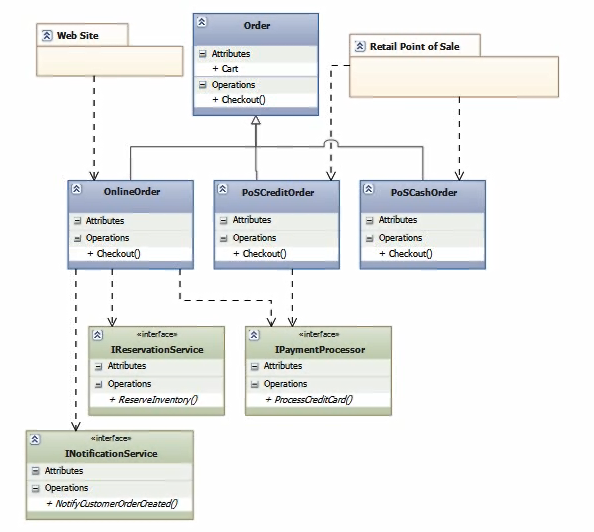 Web Site
Order
Attributes
+ Cart
Operations
+ Checkout()
Retail Point of Sale
OnlineOrder
Attributes
Operations
+ Checkout()
PoSCreditOrder
Attributes
Operations
+ Checkout()
PoSCashOrder
Attributes
Operations
+ Checkout()
«interface»
IReservationService
Attributes
Operations
+ ReserveInventory()
«interface»
IPaymentProcessor
Attributes
Operations
+ ProcessCreditCard()
«interface»
INotificationService
Attributes
Operations
+ NotifyCustomerOrderCreated()